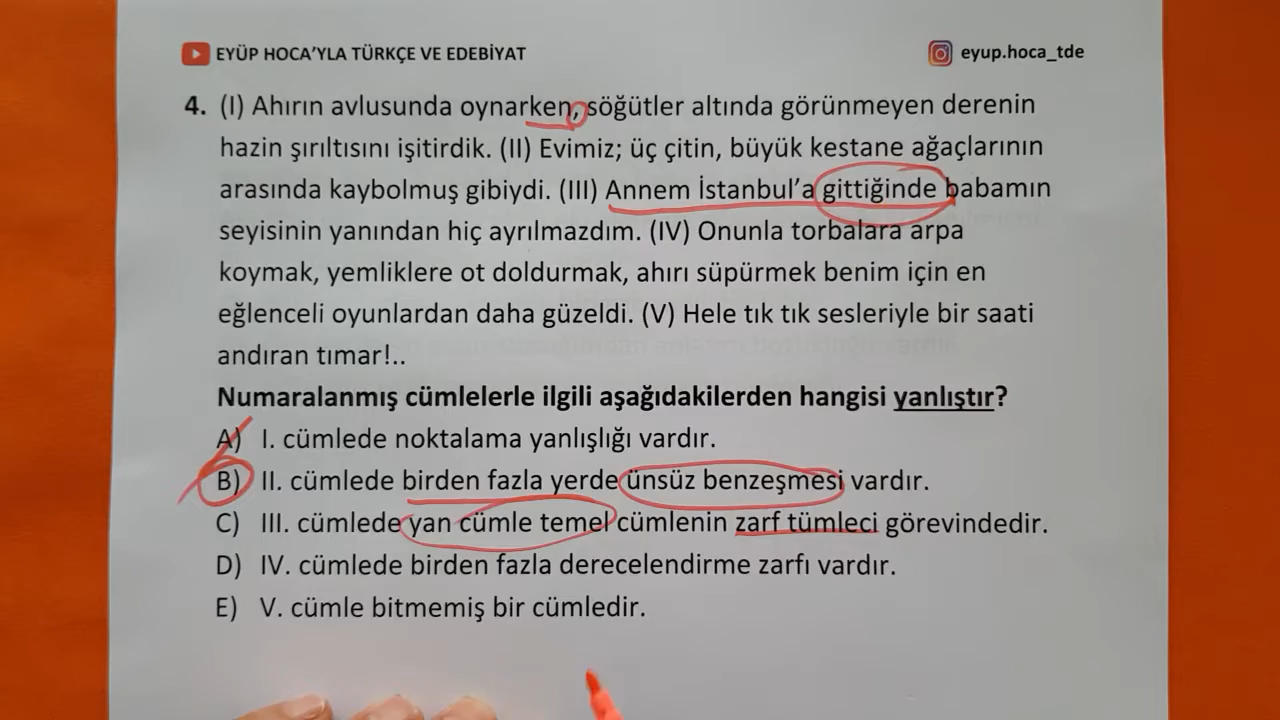 EYÜP HOCA'YLA TÜRKÇE VE EDEBİYAT
eyup.hoca_tde
4. (I) Ahırın avlusunda oynarken, söğütler altında görünmeyen derenin
hazin şırıltısını işitirdik. (II) Evimiz; üç çitin, büyük kestane ağaçlarının
arasında kaybolmuş gibiydi. (III) Annem İstanbul'a gittiğinde babamın
seyisinin yanından hiç ayrılmazdım. (IV) Onunla torbalara arpa
koymak, yemliklere ot doldurmak, ahırı süpürmek benim için en
eğlenceli oyunlardan daha güzeldi. (V) Hele tık tık sesleriyle bir saati
andıran tımar!..
Numaralanmış cümlelerle ilgili aşağıdakilerden hangisi yanlıştır?
A) I. cümlede noktalama yanlışlığı vardır.
B) II. cümlede birden fazla yerde ünsüz benzeşmesi vardır.
C) III. cümlede yan cümle temel cümlenin zarf tümleci görevindedir.
D) IV. cümlede birden fazla derecelendirme zarfı vardır.
E) V. cümle bitmemiş bir cümledir.